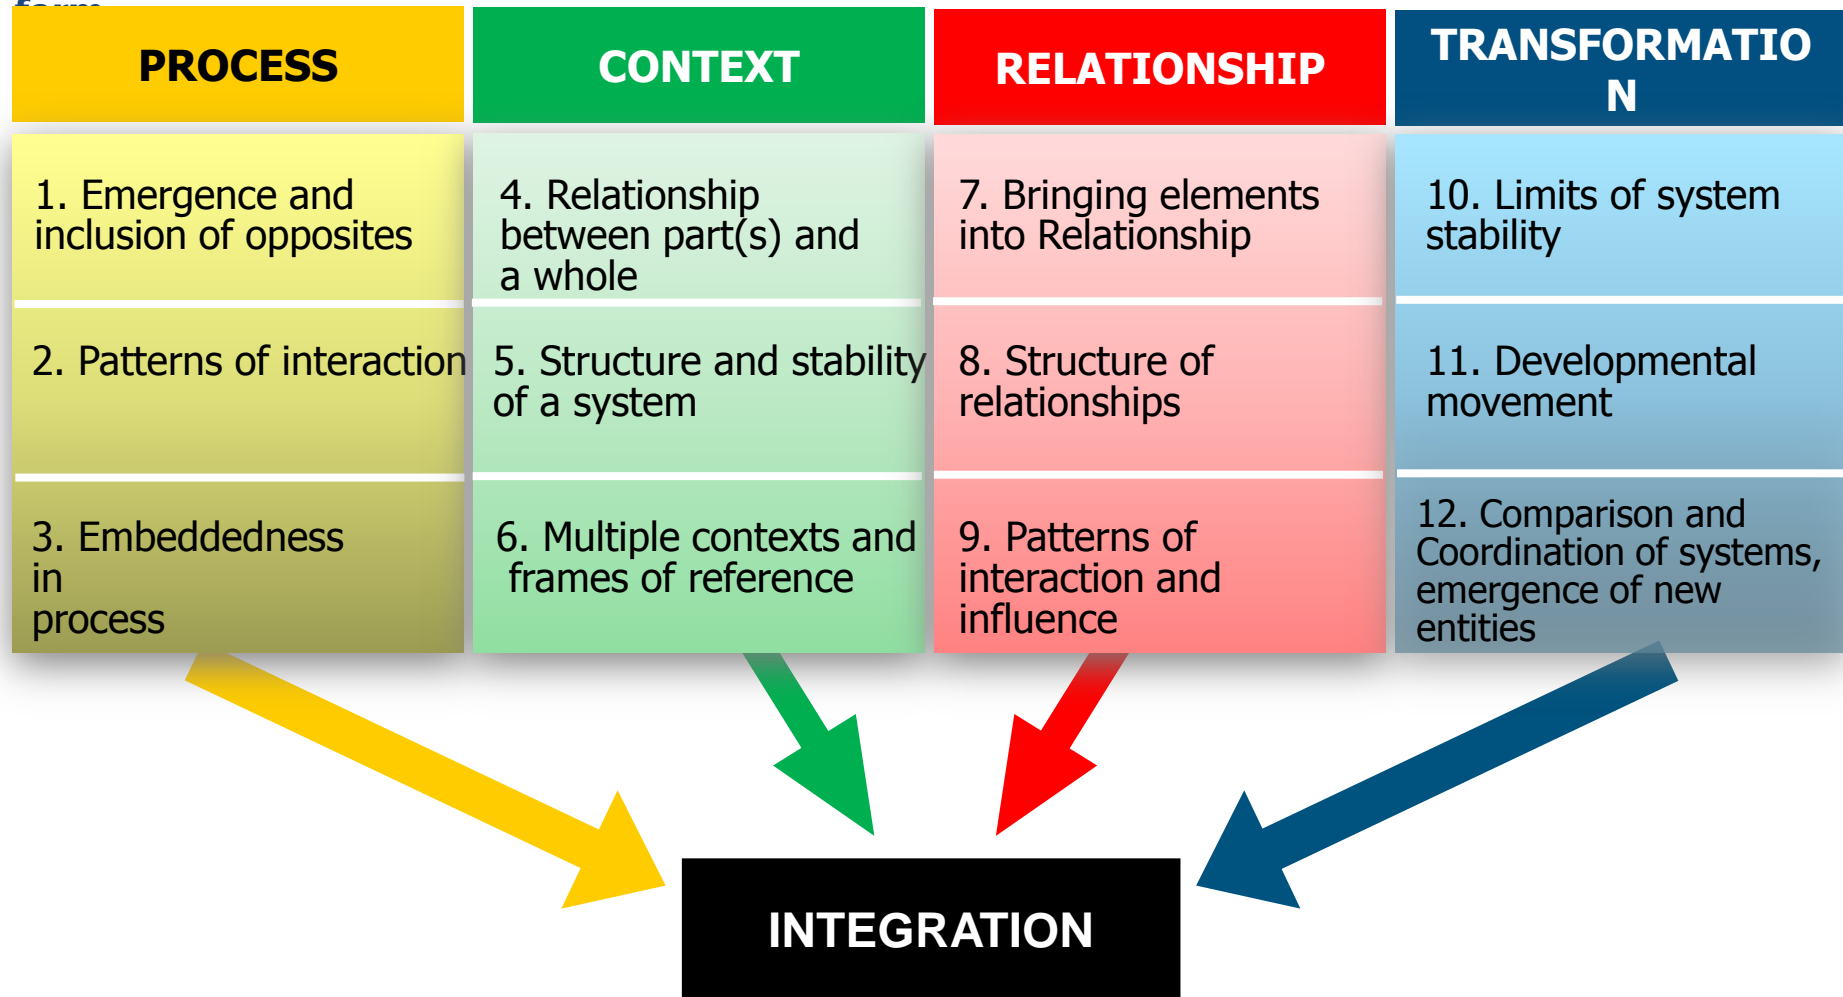 PROCESS
CONTEXT
RELATIONSHIP
TRANSFORMATIO
N
1. Emergence and
inclusion of opposites
2. Patterns of interaction
3. Embeddedness
in
process
4. Relationship
between part(s) and
a whole
5. Structure and stability
of a system
6. Multiple contexts and
frames of reference
7. Bringing elements
into Relationship
8. Structure of
relationships
9. Patterns of
interaction and
influence
10. Limits of system
stability
11. Developmental
movement
12. Comparison and
Coordination of systems,
emergence of new
entities
INTEGRATION